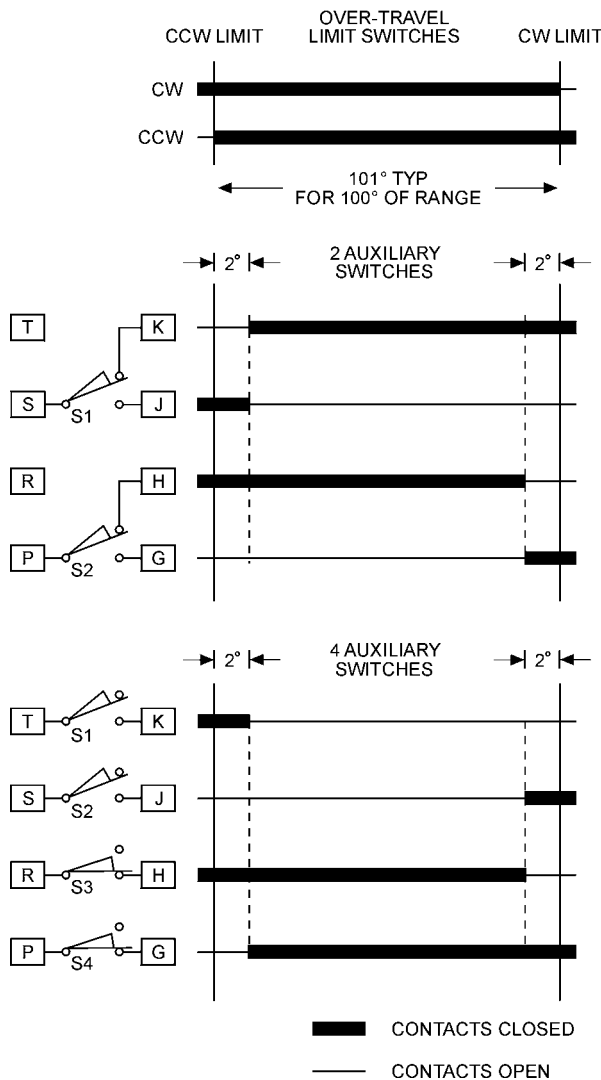 OVER-TRAVEL
CCW LIMIT LIMIT SWITCHES CW LIMIT
CW
CCW
101° TYP
FOR 100° OF RANGE
2° 2 AUXILIARY 2°
SWITCHES
T K
S S1 J
R H
P S2 G
2° 4 AUXILIARY 2°
SWITCHES
T S1 K
S S2 J
R S3 H
P S4 G
CONTACTS CLOSED
CONTACTS OPEN